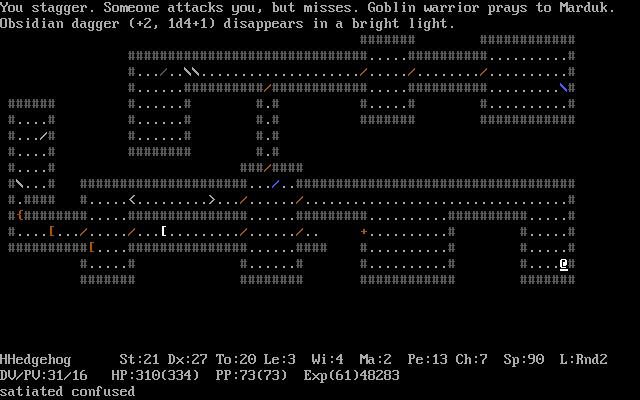 You stagger. Someone attacks you, but misses. Goblin warrior prays to Marduk.
Obsidian dagger (+2, 1d4+1) disappears in a bright light.
HHedgehog St:21 Dx:27 To:20 Le:3 Wi:4 Ma:2 Pe:13 Ch:7 Sp:90 L:Rnd2
DV/PV:31/16 HP:310(334) PP:73(73) Exp(61)48283
satiated confused